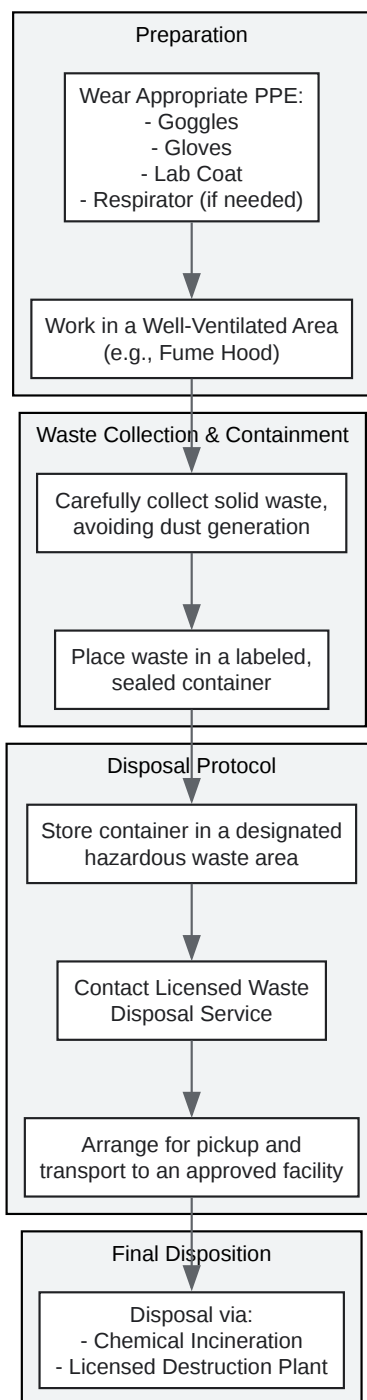 Preparation
Wear Appropriate PPE:
- Goggles
- Gloves
- Lab Coat
- Respirator (if needed)
Work in a Well-Ventilated Area
(e.g., Fume Hood)
Waste Collection & Containment
Carefully collect solid waste,
avoiding dust generation
Place waste in a labeled,
sealed container
Disposal Protocol
Store container in a designated
hazardous waste area
Contact Licensed Waste
Disposal Service
Arrange for pickup and
transport to an approved facility
Final Disposition
Disposal via:
- Chemical Incineration
- Licensed Destruction Plant